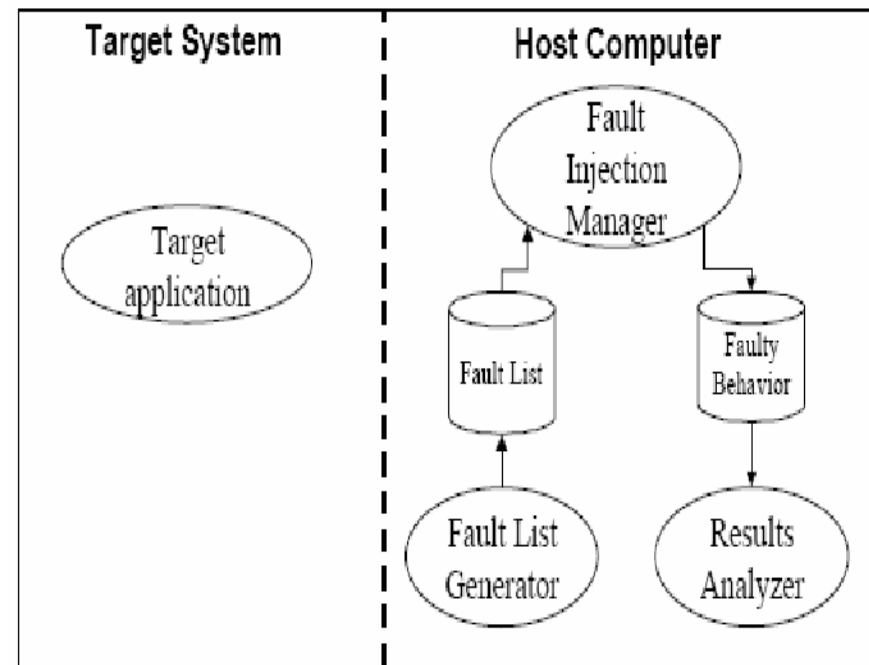 Target System
Host Computer
Fault
Injection
Manager
Target
application
Fault List
Faulty
Behavior
Fault List
Generator
Results
Analyzer